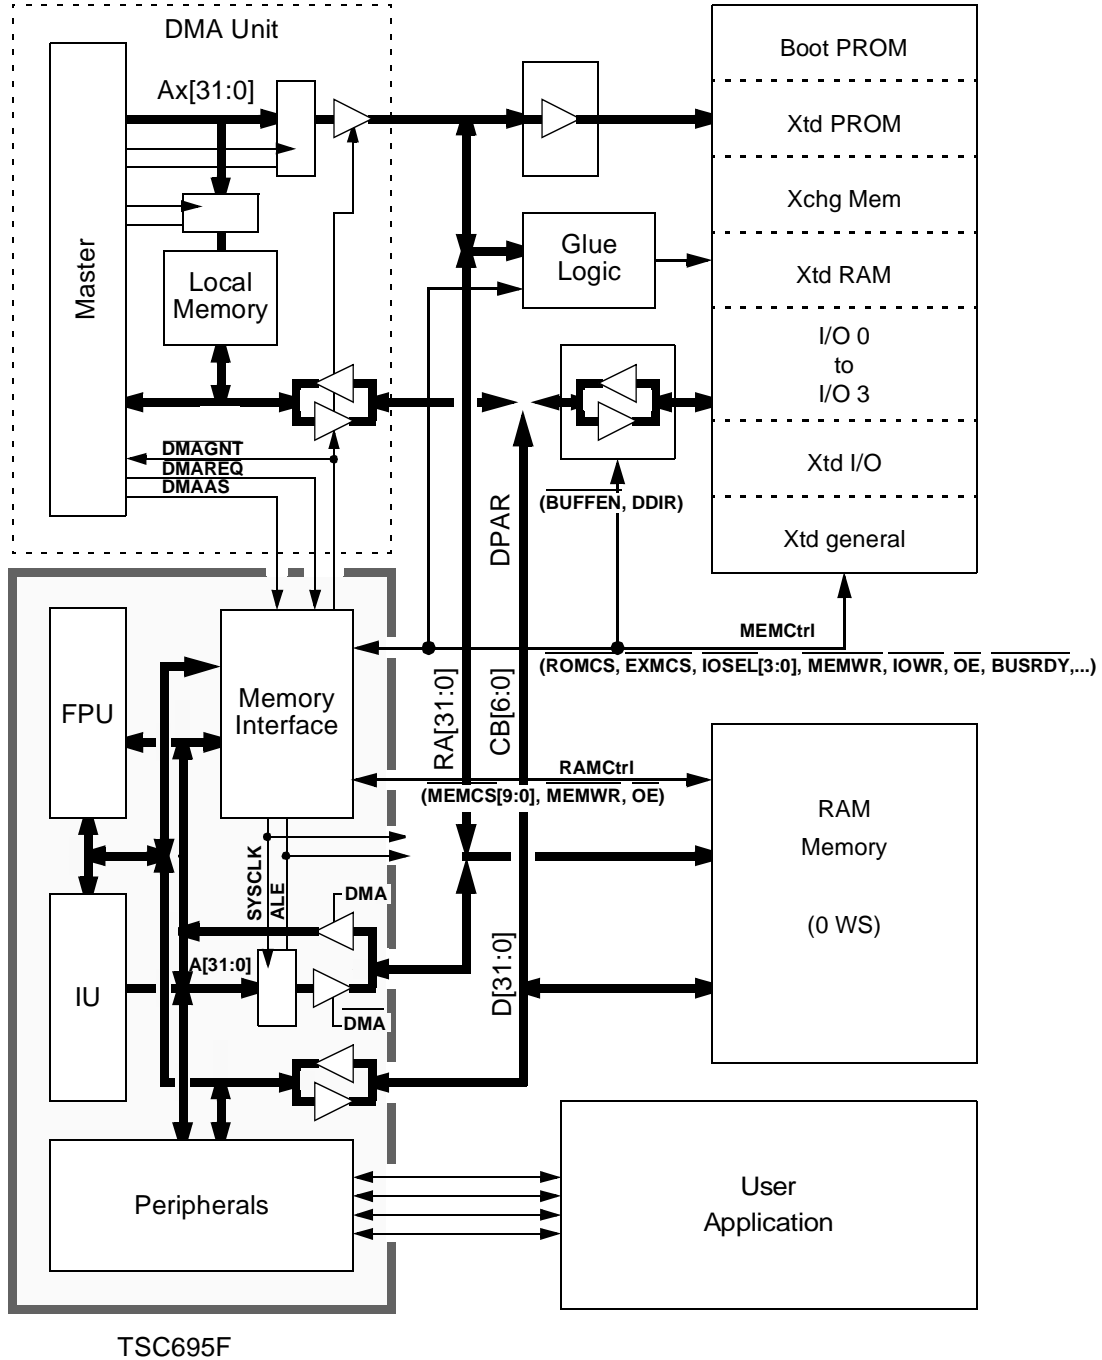 DMA Unit
Ax[31:0]
Master
Local
Memory
DMAGNT
DMAREQ
DMAAS
Boot PROM
Xtd PROM
Xchg Mem
Xtd RAM
I/O 0
to
I/O 3
Xtd I/O
Xtd general
Glue
Logic
(BUFFEN, DDIR)
DPAR
MEMCtrl
(ROMCS, EXMCS, IOSEL[3:0], MEMWR, IOWR, OE, BUSRDY,...)
RA[31:0]
CB[6:0]
FPU
Memory
Interface
RAMCtrl
(MEMCS[9:0], MEMWR, OE)
RAM
Memory
(0 WS)
SYSCLK
ALE
DMA
A[31:0]
IU
DMA
D[31:0]
Peripherals
User
Application
TSC695F